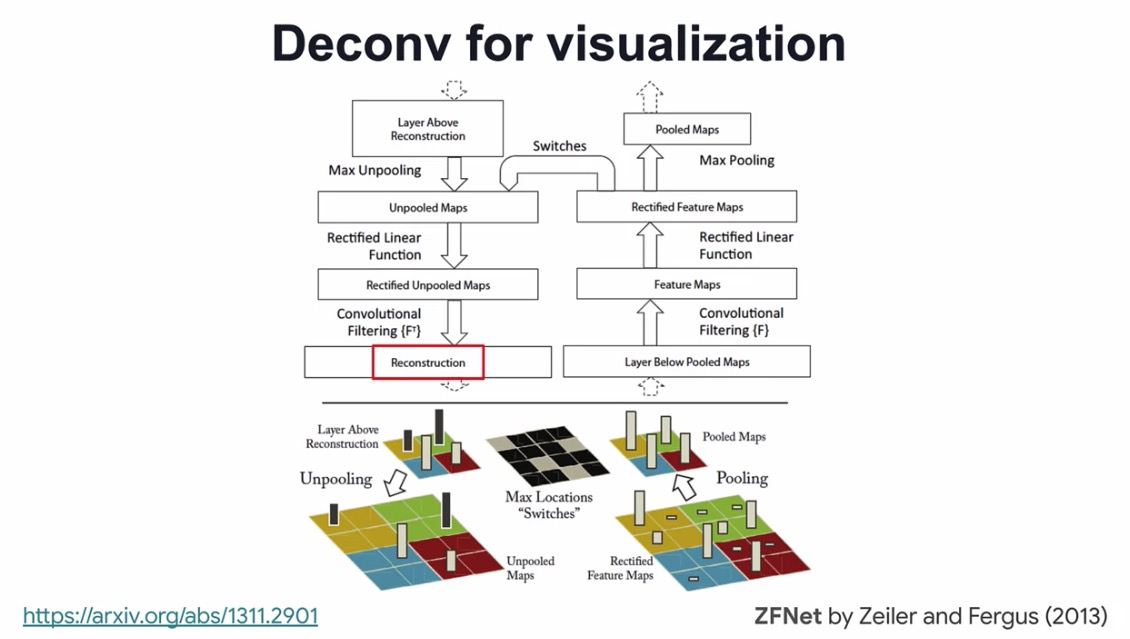 Deconv for visualization
Layer Above
Reconstruction
Pooled Maps
Switches
Max Unpooling
Max Pooling
Unpooled Maps
Rectified Feature Maps
Rectified Linear
Function
Rectified Linear
Function
Rectified Unpooled Maps
Feature Maps
Convolutional
Filtering {Fᵀ}
Convolutional
Filtering {F}
Reconstruction
Layer Below Pooled Maps
Layer Above
Reconstruction
Pooled Maps
Unpooling
Pooling
Max Locations
“Switches”
Unpooled
Maps
Rectified
Feature Maps
https://arxiv.org/abs/1311.2901
ZFNet by Zeiler and Fergus (2013)